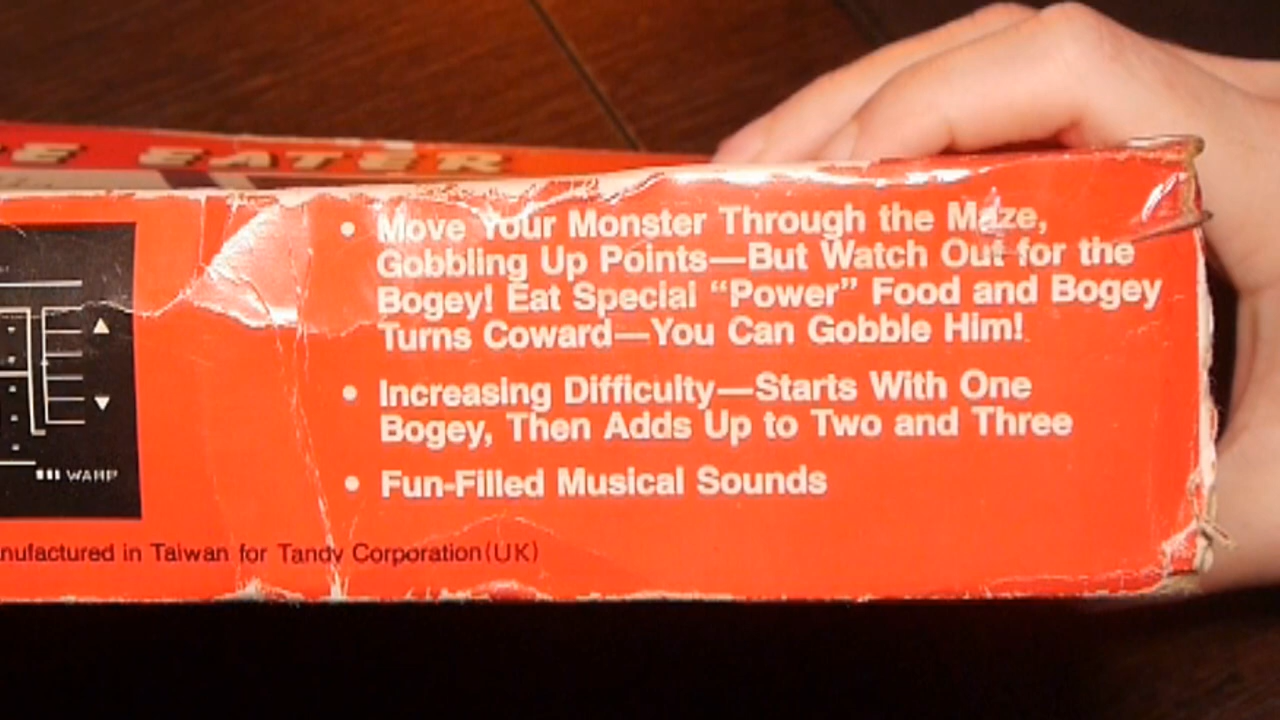 E EATER
• Move Your Monster Through the Maze,
Gobbling Up Points—But Watch Out for the
Bogey! Eat Special “Power” Food and Bogey
Turns Coward—You Can Gobble Him!
• Increasing Difficulty—Starts With One
Bogey, Then Adds Up to Two and Three
• Fun-Filled Musical Sounds
WARP
nufactured in Taiwan for Tandy Corporation (UK)